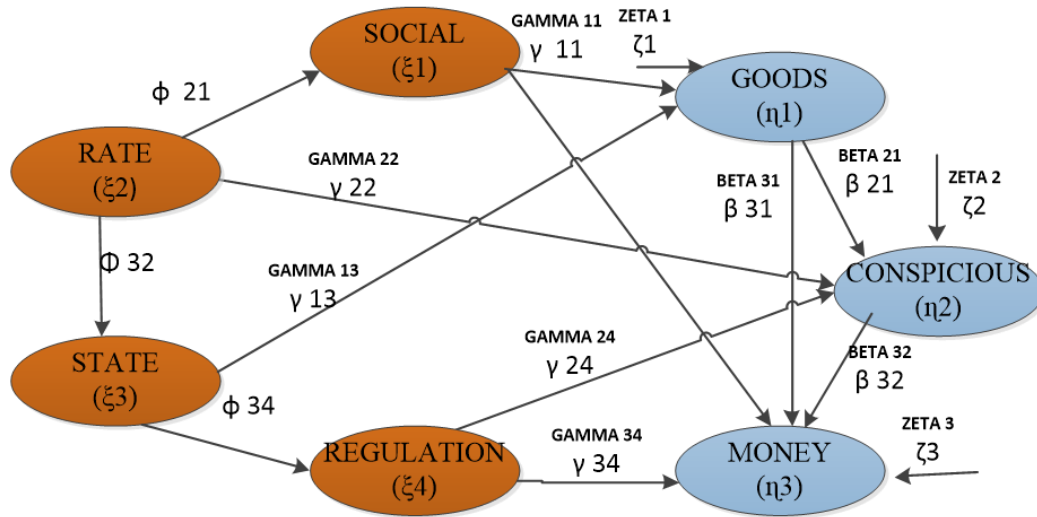 SOCIAL
(ξ1)
GAMMA 11
γ 11
ZETA 1
ζ1
GOODS
(η1)
ϕ 21
RATE
(ξ2)
GAMMA 22
γ 22
BETA 31
β 31
BETA 21
β 21
ZETA 2
ζ2
Φ 32
GAMMA 13
γ 13
CONSPICIOUS
(η2)
STATE
(ξ3)
GAMMA 24
γ 24
BETA 32
β 32
ϕ 34
REGULATION
(ξ4)
GAMMA 34
γ 34
MONEY
(η3)
ZETA 3
ζ3